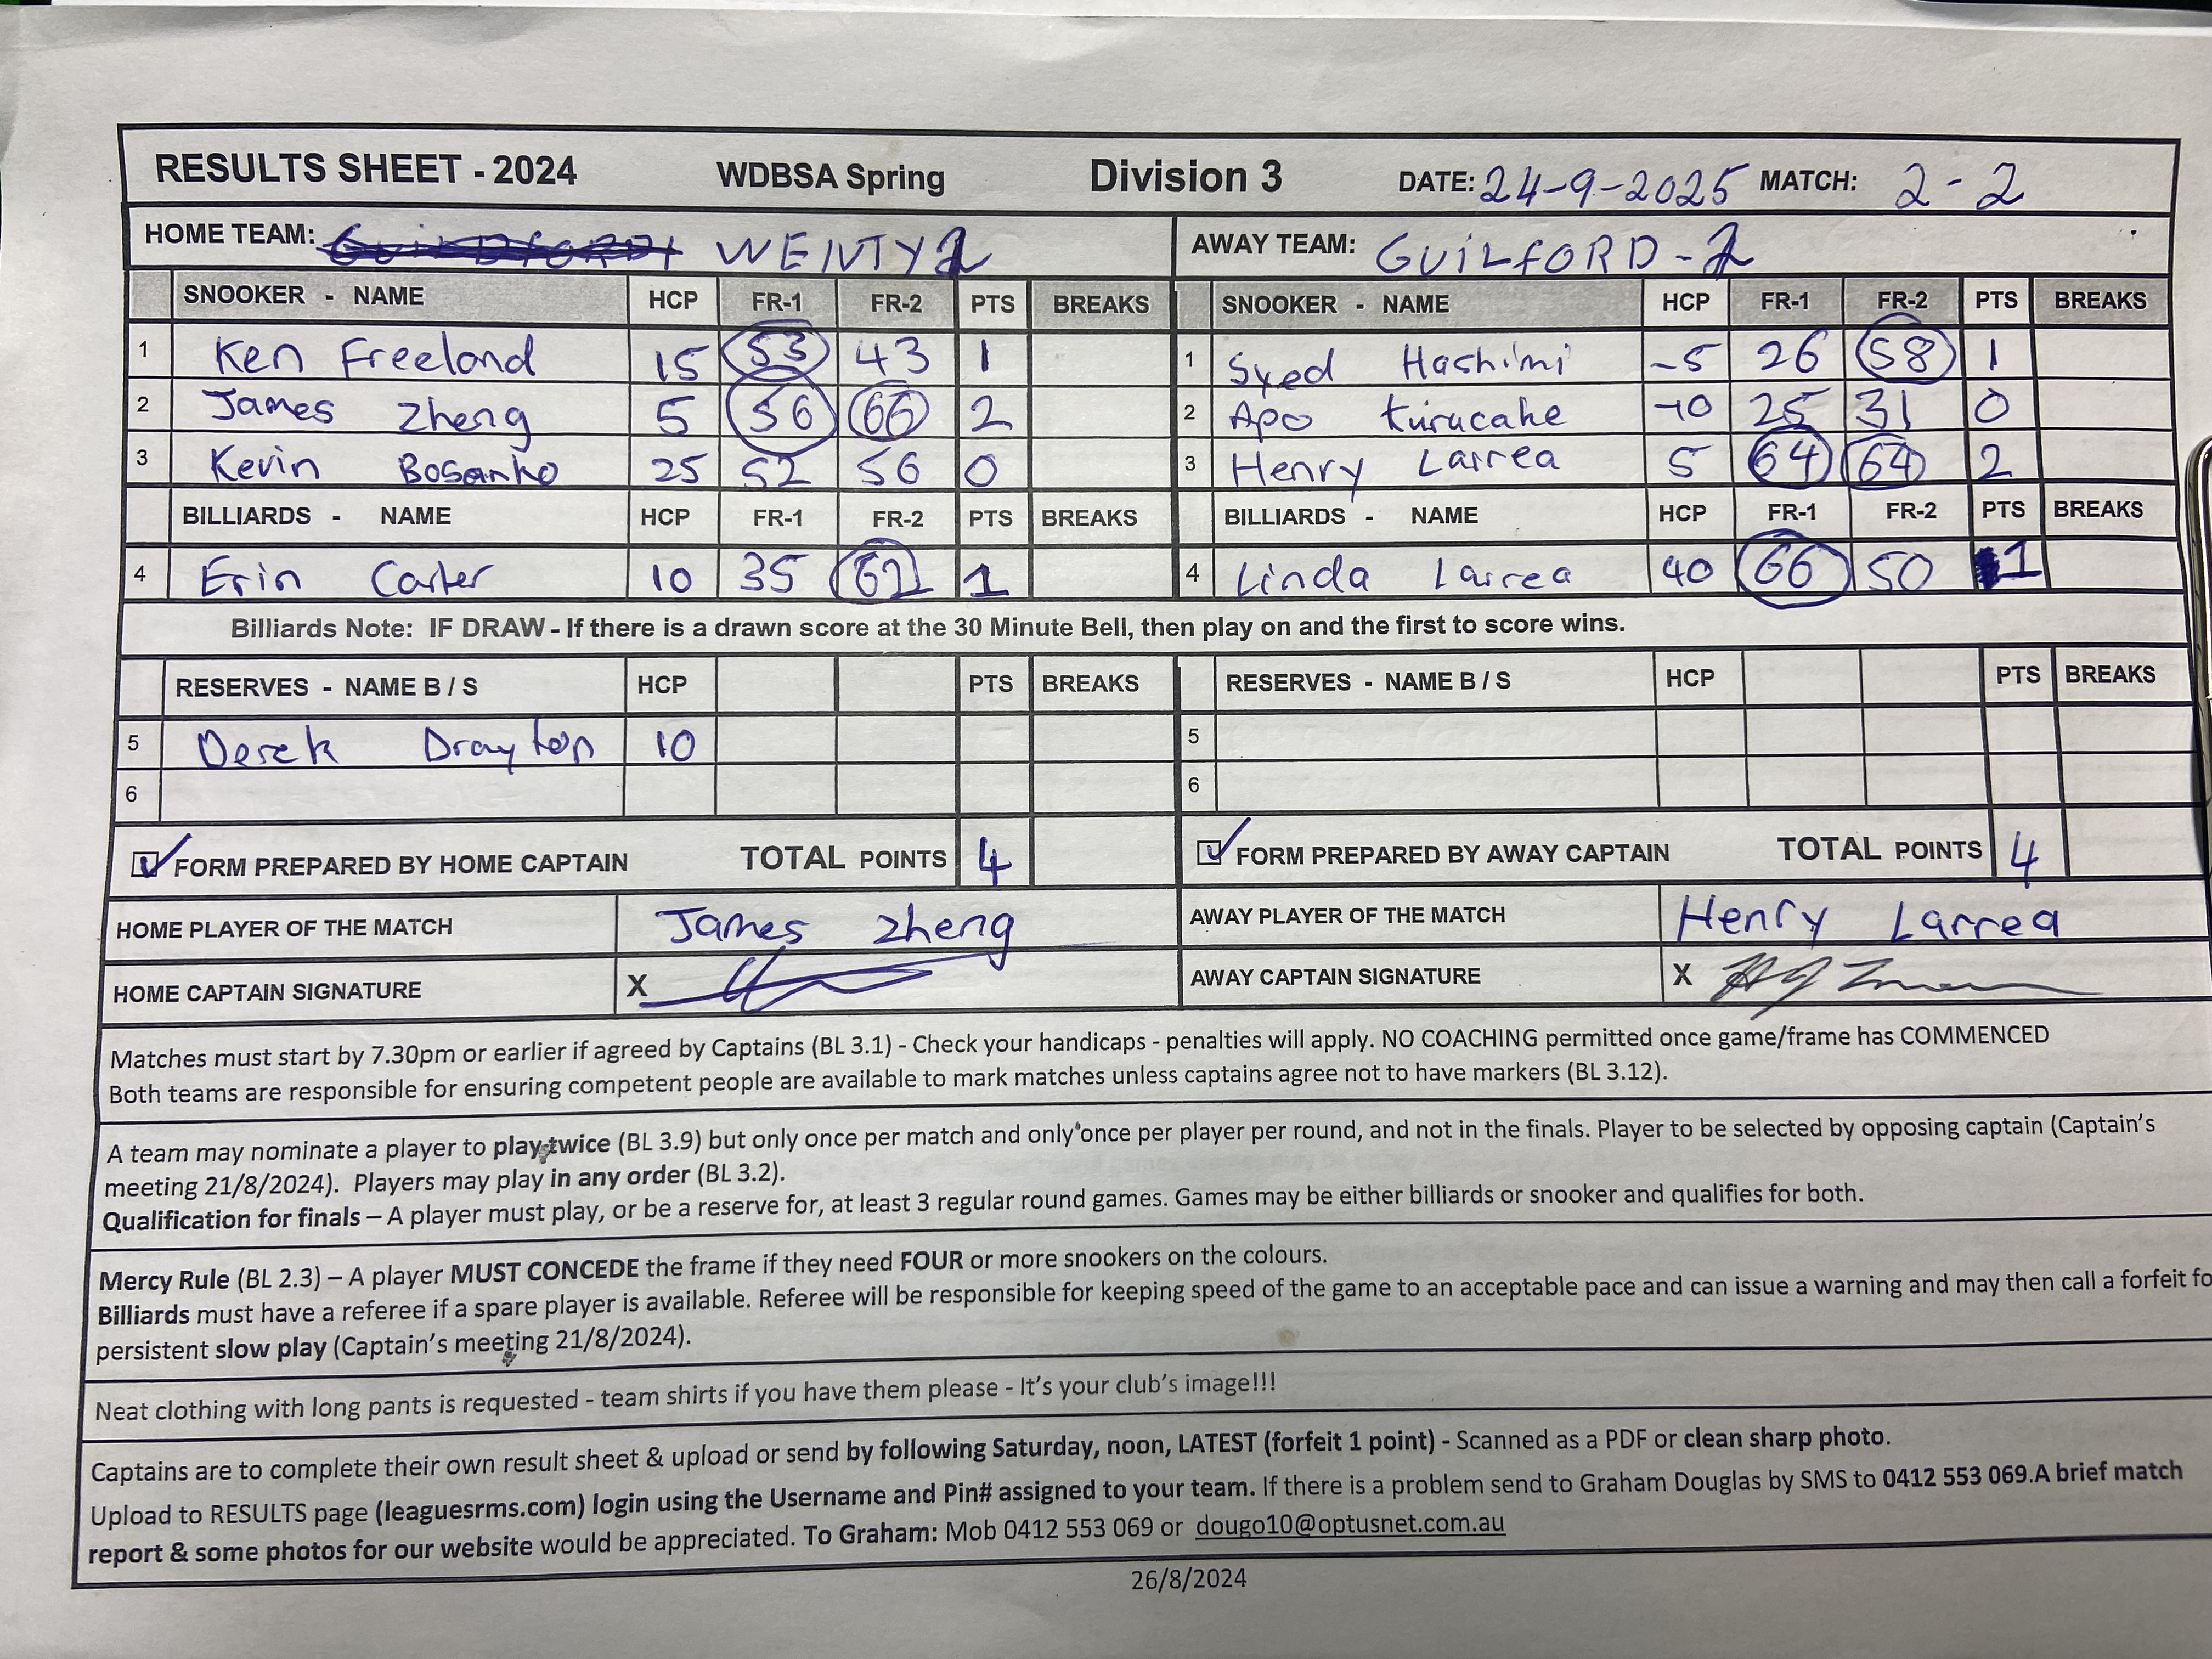 RESULTS SHEET - 2024 WDBSA Spring Division 3 DATE: 24-9-2025 MATCH: 2-2
HOME TEAM: WENTY AWAY TEAM: GUILFORD -
SNOOKER - NAME HCP FR-1 FR-2 PTS BREAKS SNOOKER - NAME HCP FR-1 FR-2 PTS BREAKS
1 Ken Freelond 15 53 43 1 1 Syed Hashimi -5 26 58 1
2 James Zheng 5 56 66 2 2 Apo Kurucake -10 25 31 0
3 Kevin Bosanko 25 52 56 0 3 Henry Larrea 5 64 64 2
BILLIARDS - NAME HCP FR-1 FR-2 PTS BREAKS BILLIARDS - NAME HCP FR-1 FR-2 PTS BREAKS
4 Erin Carter 10 35 1 4 Linda Larrea 40 66 50 1
Billiards Note: IF DRAW - If there is a drawn score at the 30 Minute Bell, then play on and the first to score wins.
RESERVES - NAME B / S HCP PTS BREAKS RESERVES - NAME B / S HCP PTS BREAKS
5 Derek Drayton 10 5
6 6
FORM PREPARED BY HOME CAPTAIN TOTAL POINTS 4 FORM PREPARED BY AWAY CAPTAIN TOTAL POINTS 4
HOME PLAYER OF THE MATCH James Zheng AWAY PLAYER OF THE MATCH Henry Larrea
HOME CAPTAIN SIGNATURE X AWAY CAPTAIN SIGNATURE X
Matches must start by 7.30pm or earlier if agreed by Captains (BL 3.1) - Check your handicaps - penalties will apply. NO COACHING permitted once game/frame has COMMENCED
Both teams are responsible for ensuring competent people are available to mark matches unless captains agree not to have markers (BL 3.12).
A team may nominate a player to play twice (BL 3.9) but only once per match and only once per player per round, and not in the finals. Player to be selected by opposing captain (Captain's
meeting 21/8/2024). Players may play in any order (BL 3.2).
Qualification for finals – A player must play, or be a reserve for, at least 3 regular round games. Games may be either billiards or snooker and qualifies for both.
Mercy Rule (BL 2.3) – A player MUST CONCEDE the frame if they need FOUR or more snookers on the colours.
Billiards must have a referee if a spare player is available. Referee will be responsible for keeping speed of the game to an acceptable pace and can issue a warning and may then call a forfeit fo
persistent slow play (Captain's meeting 21/8/2024).
Neat clothing with long pants is requested - team shirts if you have them please - It's your club's image!!!
Captains are to complete their own result sheet & upload or send by following Saturday, noon, LATEST (forfeit 1 point) - Scanned as a PDF or clean sharp photo.
Upload to RESULTS page (leaguesrms.com) login using the Username and Pin# assigned to your team. If there is a problem send to Graham Douglas by SMS to 0412 553 069.A brief match
report & some photos for our website would be appreciated. To Graham: Mob 0412 553 069 or dougo10@optusnet.com.au
26/8/2024